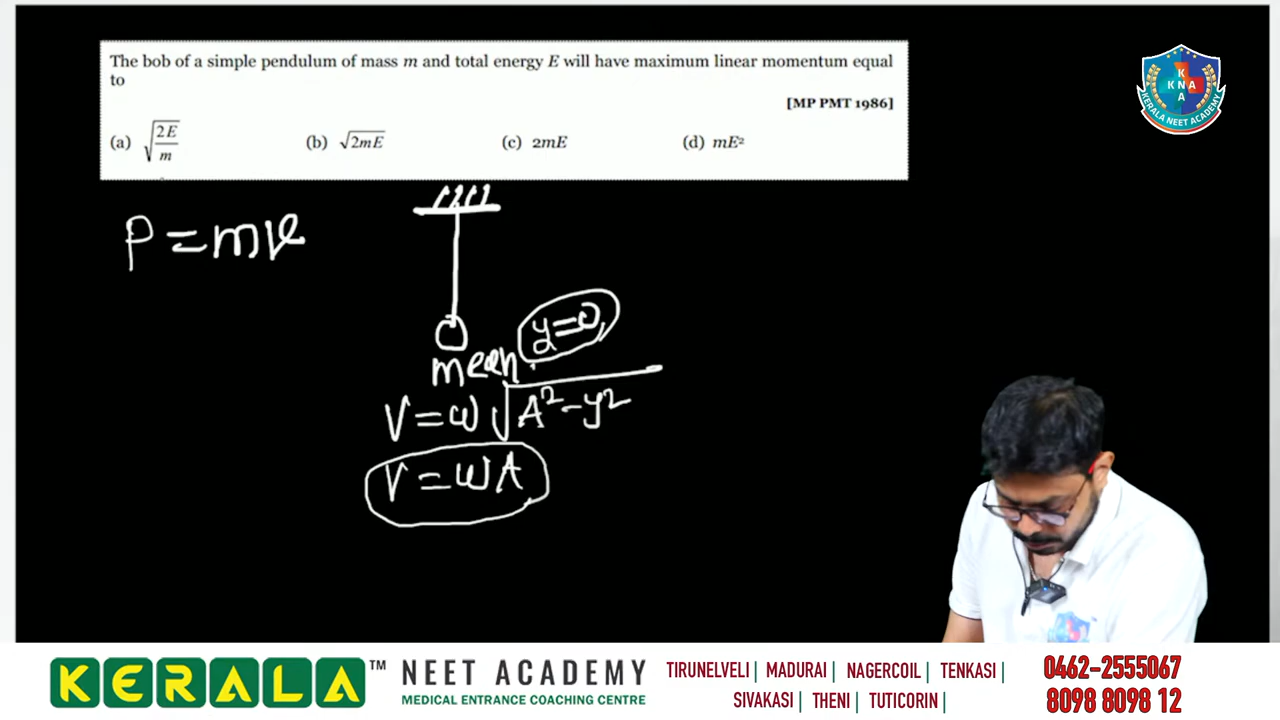 The bob of a simple pendulum of mass m and total energy E will have maximum linear momentum equal
to
[MP PMT 1986]
(a) √(2E/m) (b) √2mE (c) 2mE (d) mE²
P = mv
y=0,
mean
V = ω √A² - y²
V = ωA
K
KNA
A
KERALA NEET ACADEMY
KERALA™ NEET ACADEMY
MEDICAL ENTRANCE COACHING CENTRE
TIRUNELVELI | MADURAI | NAGERCOIL | TENKASI |
SIVAKASI | THENI | TUTICORIN |
0462-2555067
8098 8098 12